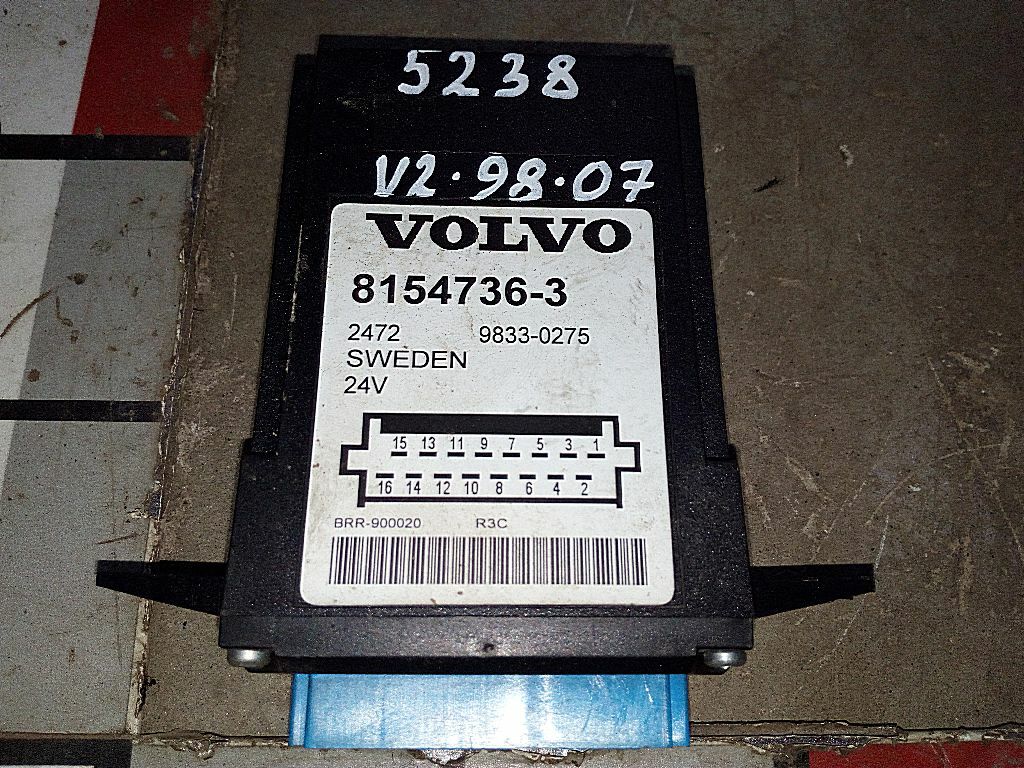 5238
V2.98.07
VOLVO
8154736-3
2472 9833-0275
SWEDEN
24V
15 13 11 9 7 5 3 1
16 14 12 10 8 6 4 2
BRR-900020 R3C